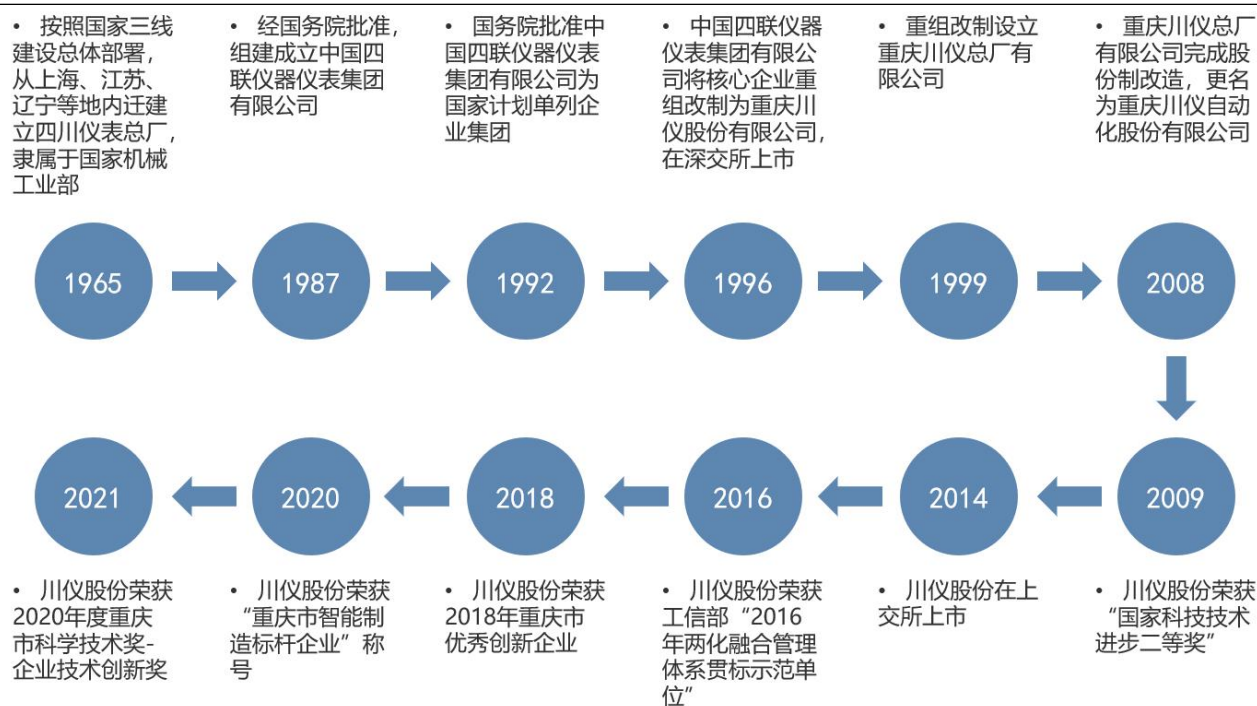 • 按照国家三线
建设总体部署，
从上海、江苏、
辽宁等地内迁建
立四川仪表总厂，
隶属于国家机械
工业部
• 经国务院批准，
组建成立中国四
联仪器仪表集团
有限公司
• 国务院批准中
国四联仪器仪表
集团有限公司为
国家计划单列企
业集团
• 中国四联仪器
仪表集团有限公
司将核心企业重
组改制为重庆川
仪股份有限公司，
在深交所上市
• 重组改制设立
重庆川仪总厂有
限公司
• 重庆川仪总厂
有限公司完成股
份制改造，更名
为重庆川仪自动
化股份有限公司
1965
1987
1992
1996
1999
2008
2021
2020
2018
2016
2014
2009
• 川仪股份荣获
2020年度重庆
市科学技术奖-
企业技术创新奖
• 川仪股份荣获
“重庆市智能制
造标杆企业”称
号
• 川仪股份荣获
2018年重庆市
优秀创新企业
• 川仪股份荣获
工信部“2016
年两化融合管理
体系贯标示范单
位”
• 川仪股份在上
交所上市
• 川仪股份荣获
“国家科技技术
进步二等奖”